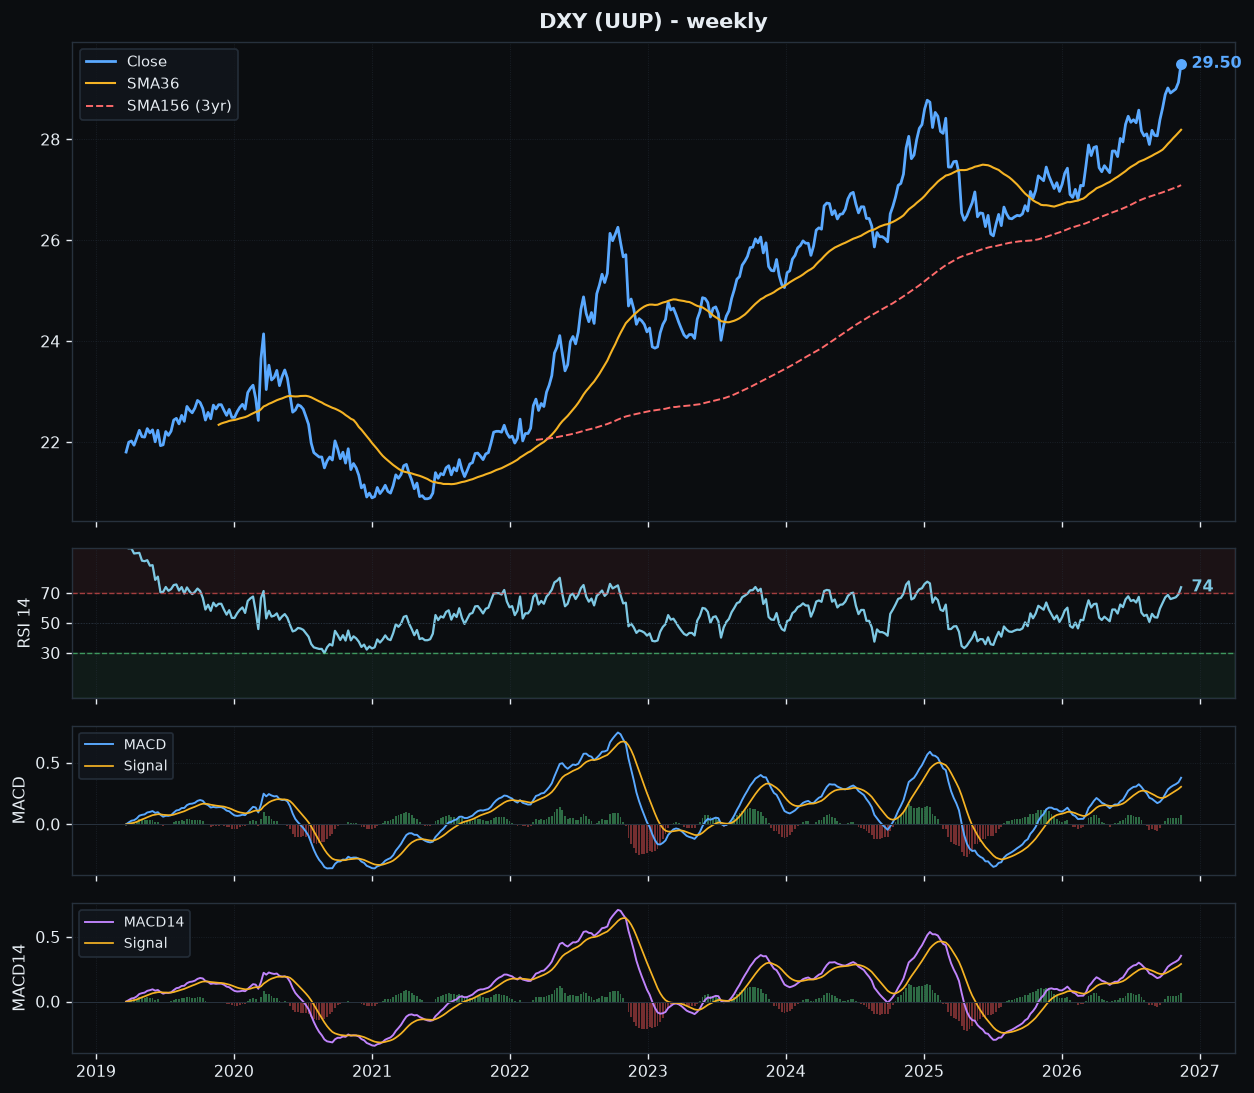 DXY (UUP) - weekly
Close
SMA36
SMA156 (3yr)
29.50
28
26
24
22
RSI 14
70
50
30
74
MACD
MACD
Signal
0.5
0.0
MACD14
MACD14
Signal
0.5
0.0
2019 2020 2021 2022 2023 2024 2025 2026 2027